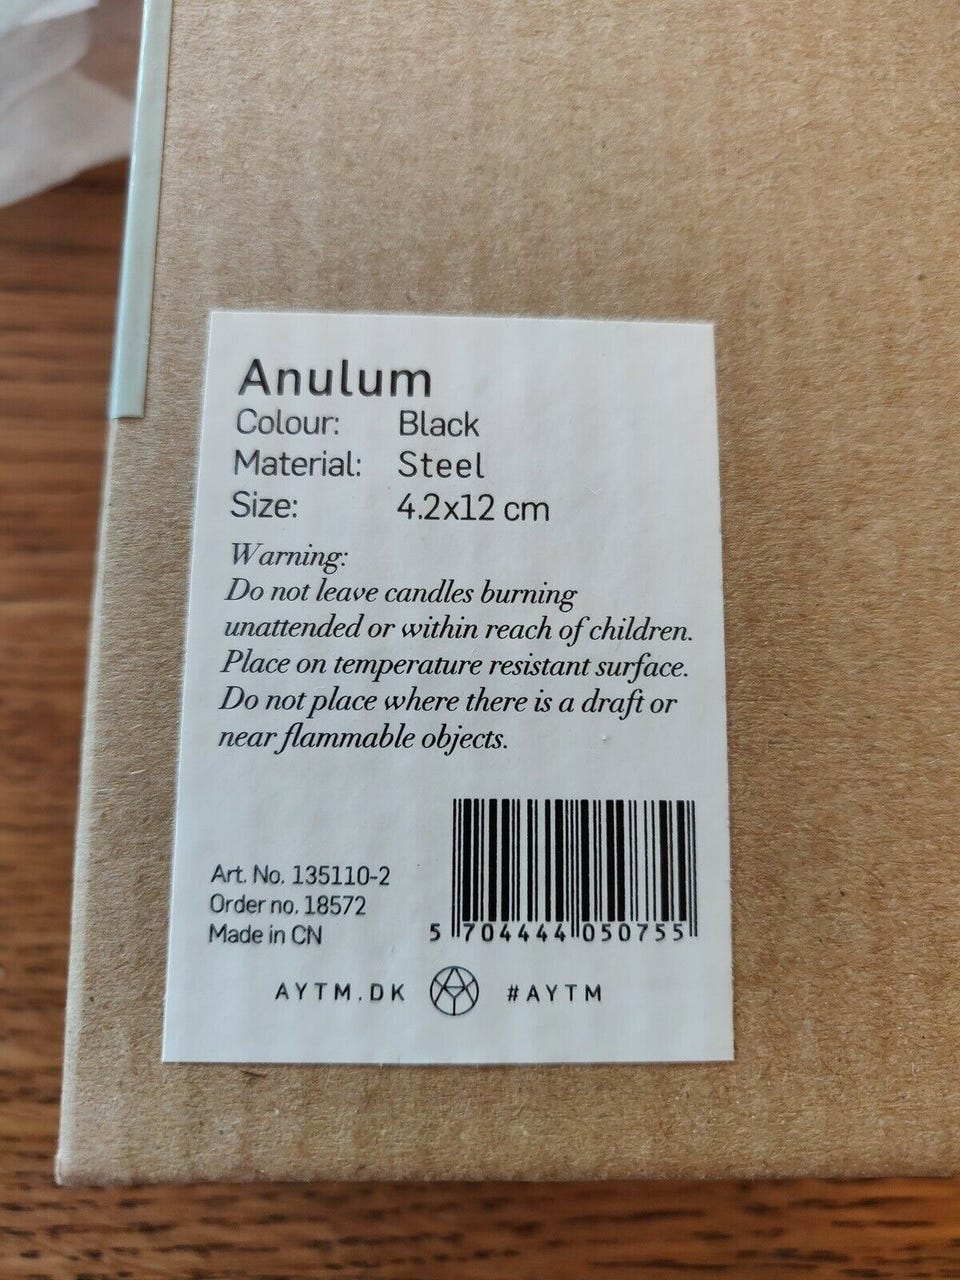 Anulum
Colour: Black
Material: Steel
Size: 4.2x12 cm
Warning:
Do not leave candles burning
unattended or within reach of children.
Place on temperature resistant surface.
Do not place where there is a draft or
near flammable objects.
Art. No. 135110-2
Order no. 18572
Made in CN
5 704444 050755
AYTM.DK #AYTM